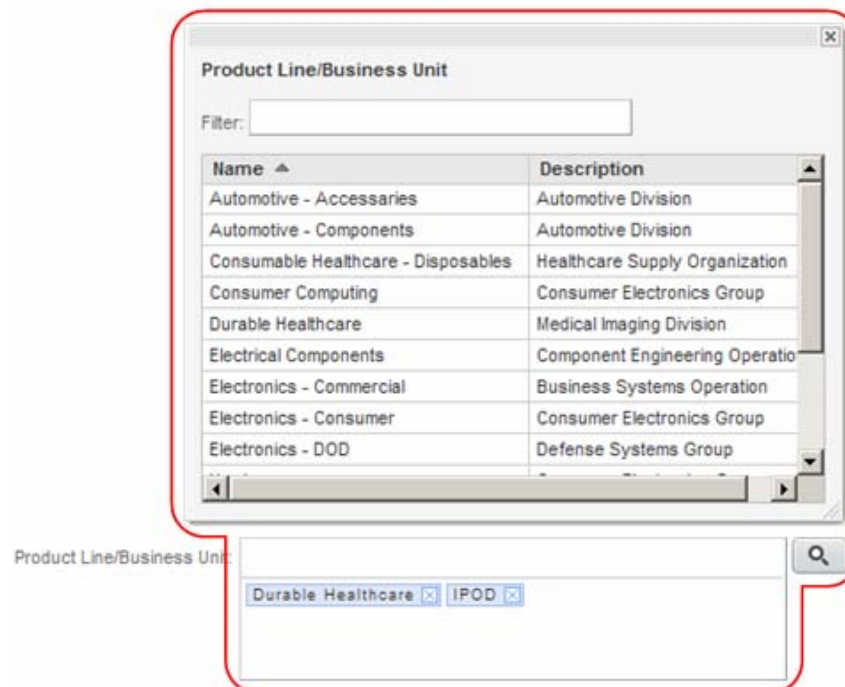 Product Line/Business Unit
Filter:
Name Description
Automotive - Accessaries Automotive Division
Automotive - Components Automotive Division
Consumable Healthcare - Disposables Healthcare Supply Organization
Consumer Computing Consumer Electronics Group
Durable Healthcare Medical Imaging Division
Electrical Components Component Engineering Operatio
Electronics - Commercial Business Systems Operation
Electronics - Consumer Consumer Electronics Group
Electronics - DOD Defense Systems Group
Product Line/Business Unit:
Durable Healthcare IPOD